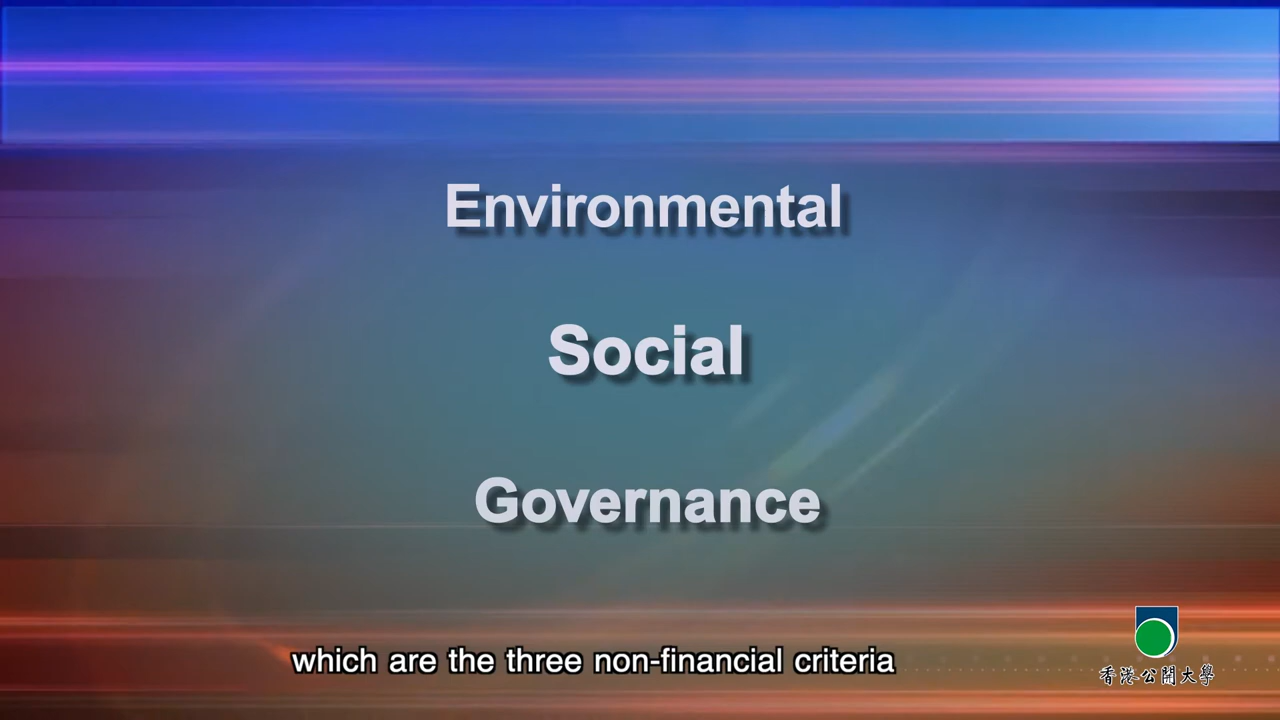 Environmental
Social
Governance
which are the three non-financial criteria
香港公開大學